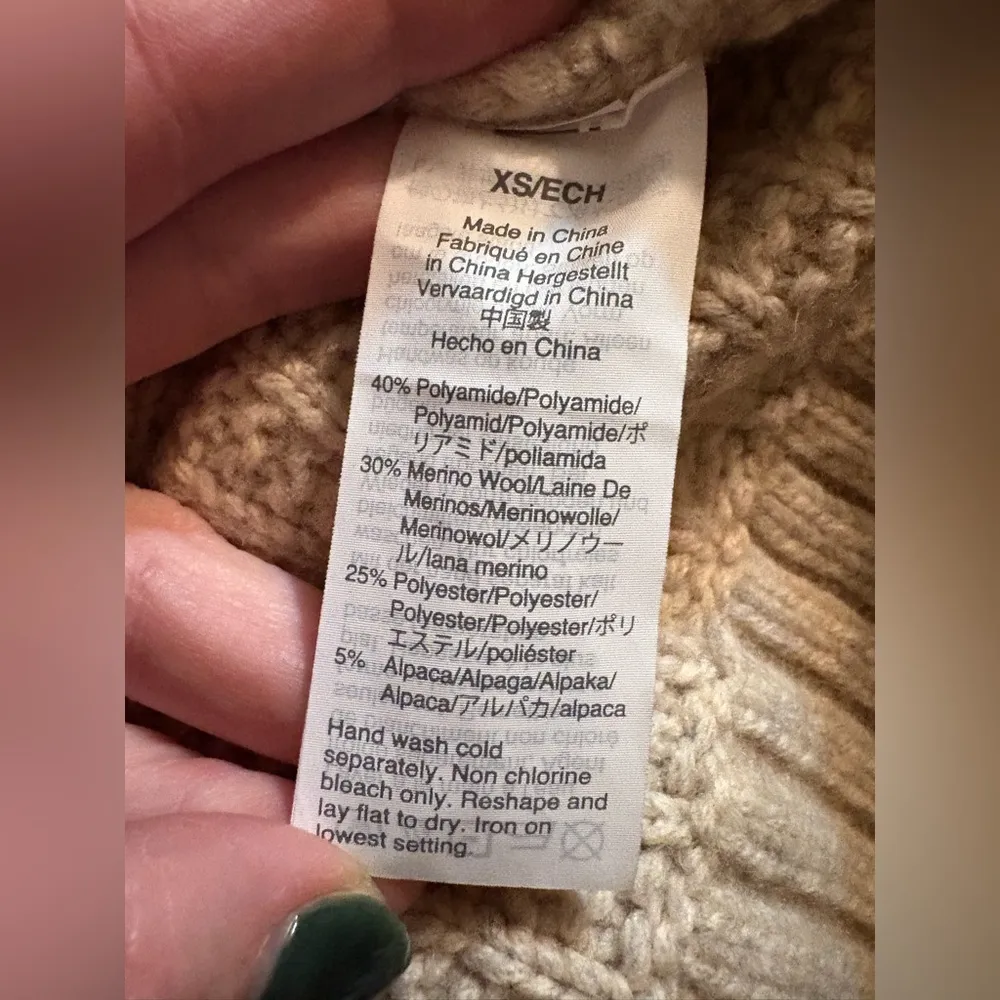 XS/ECH
Made in China
Fabriqué en Chine
in China Hergestellt
Vervaardigd in China
中国製
Hecho en China
40% Polyamide/Polyamide/
Polyamid/Polyamide/ポ
リアミド/poliamida
30% Merino Wool/Laine De
Merinos/Merinowolle/
Merinowol/メリノウー
ル/lana merino
25% Polyester/Polyester/
Polyester/Polyester/ポリ
エステル/poliéster
5% Alpaca/Alpaga/Alpaka/
Alpaca/アルパカ/alpaca
Hand wash cold
separately. Non chlorine
bleach only. Reshape and
lay flat to dry. Iron on
lowest setting.